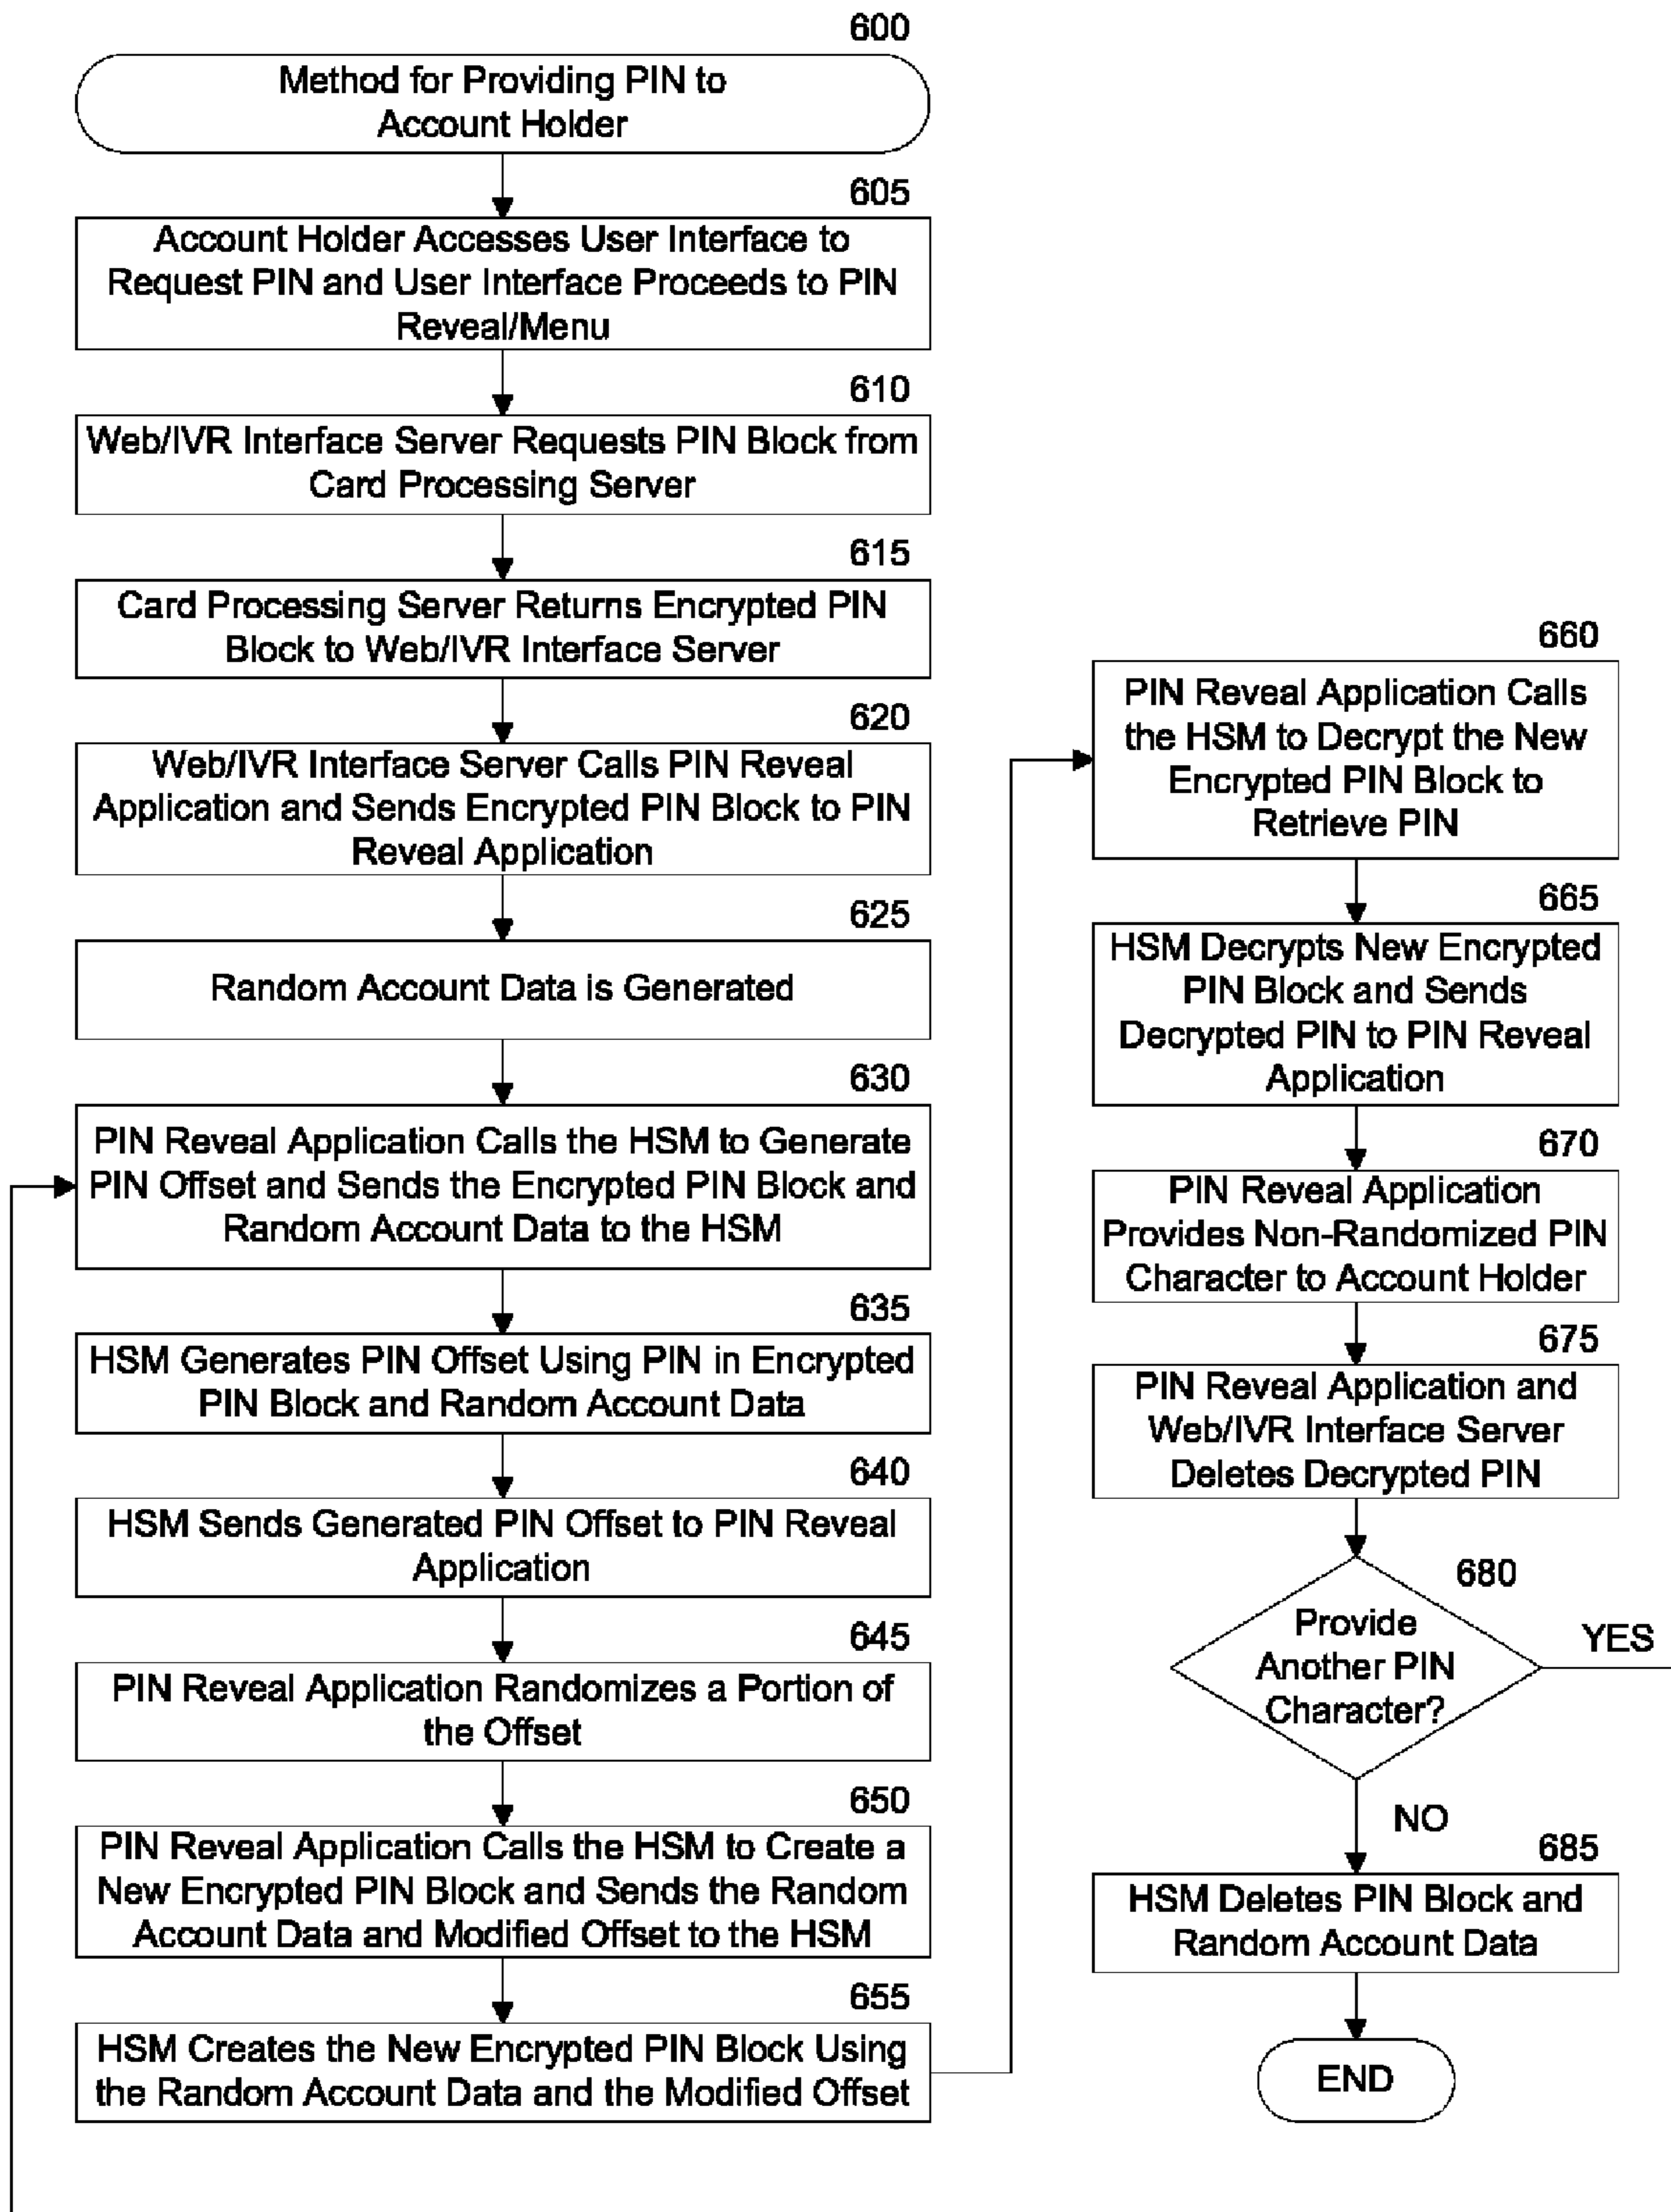 600
Method for Providing PIN to
Account Holder
605
Account Holder Accesses User Interface to
Request PIN and User Interface Proceeds to PIN
Reveal/Menu
610
Web/IVR Interface Server Requests PIN Block from
Card Processing Server
615
Card Processing Server Returns Encrypted PIN
Block to Web/IVR Interface Server
620
Web/IVR Interface Server Calls PIN Reveal
Application and Sends Encrypted PIN Block to PIN
Reveal Application
625
Random Account Data is Generated
630
PIN Reveal Application Calls the HSM to Generate
PIN Offset and Sends the Encrypted PIN Block and
Random Account Data to the HSM
635
HSM Generates PIN Offset Using PIN in Encrypted
PIN Block and Random Account Data
640
HSM Sends Generated PIN Offset to PIN Reveal
Application
645
PIN Reveal Application Randomizes a Portion of
the Offset
650
PIN Reveal Application Calls the HSM to Create a
New Encrypted PIN Block and Sends the Random
Account Data and Modified Offset to the HSM
655
HSM Creates the New Encrypted PIN Block Using
the Random Account Data and the Modified Offset
660
PIN Reveal Application Calls
the HSM to Decrypt the New
Encrypted PIN Block to
Retrieve PIN
665
HSM Decrypts New Encrypted
PIN Block and Sends
Decrypted PIN to PIN Reveal
Application
670
PIN Reveal Application
Provides Non-Randomized PIN
Character to Account Holder
675
PIN Reveal Application and
Web/IVR Interface Server
Deletes Decrypted PIN
680
Provide
Another PIN
Character?
YES
NO
685
HSM Deletes PIN Block and
Random Account Data
END